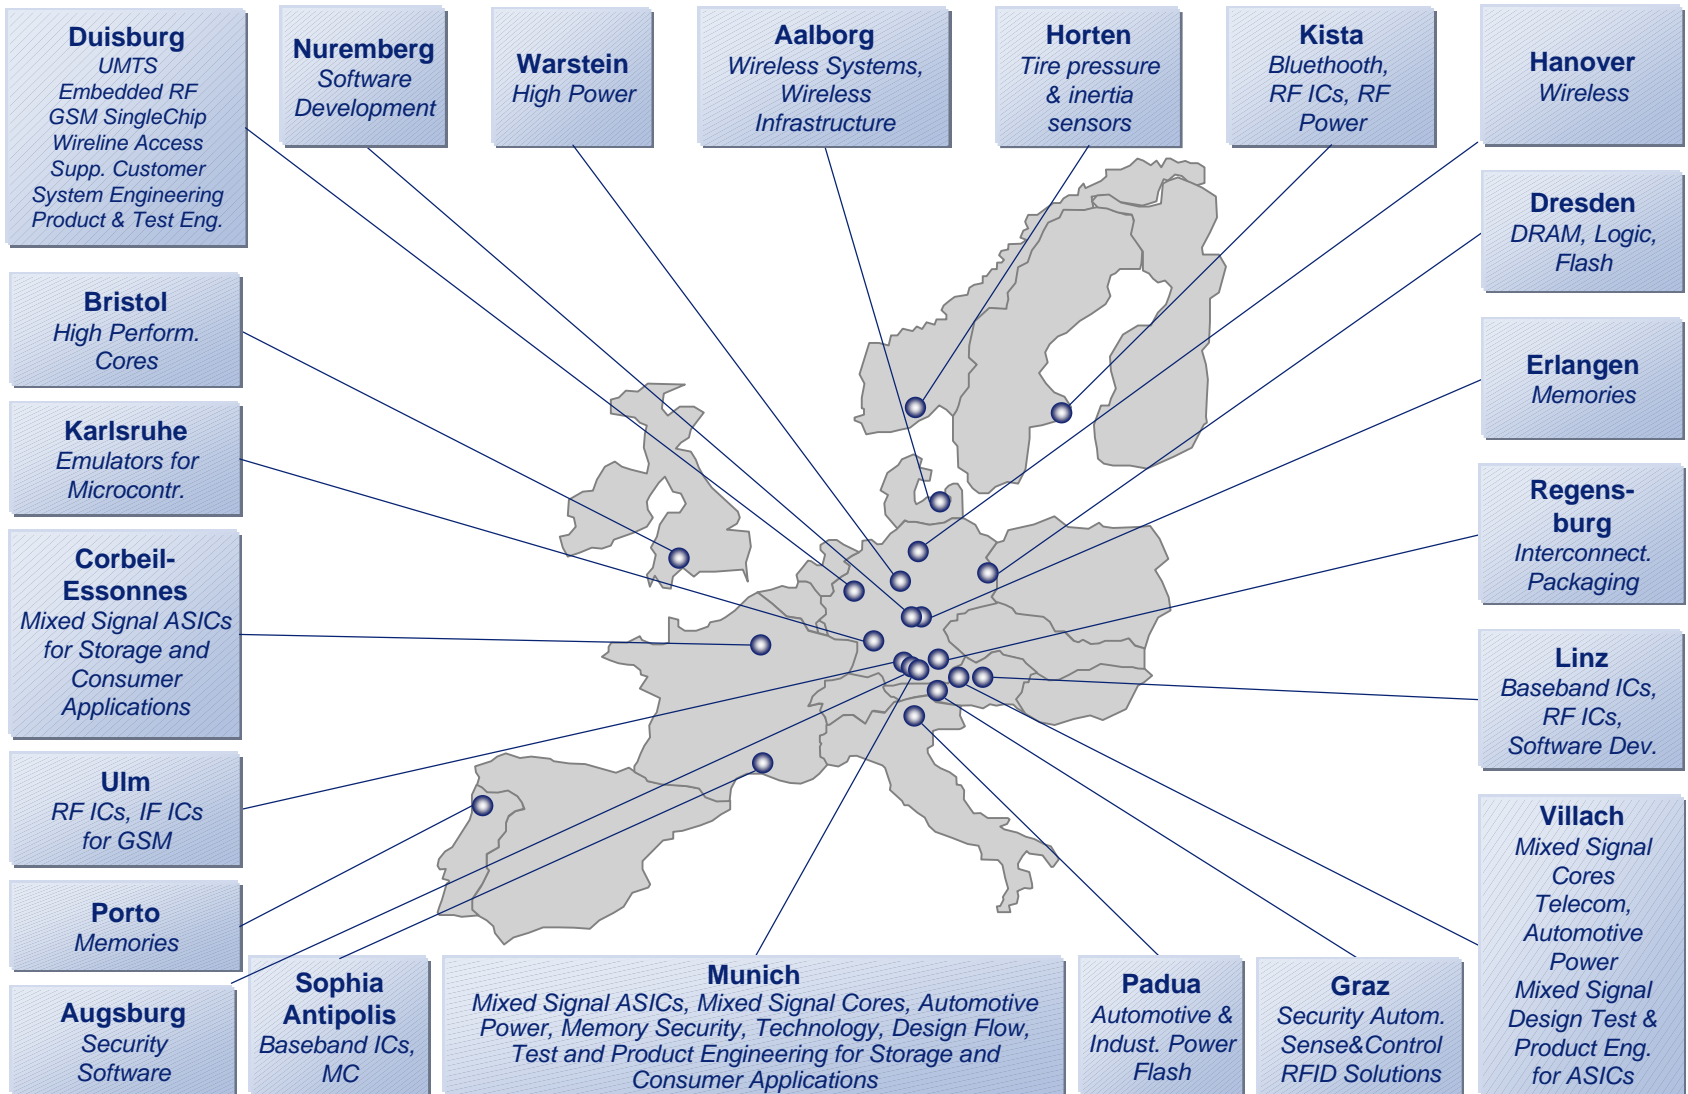 Duisburg
UMTS
Embedded RF
GSM SingleChip
Wireline Access
Supp. Customer
System Engineering
Product & Test Eng.
Nuremberg
Software
Development
Warstein
High Power
Aalborg
Wireless Systems,
Wireless
Infrastructure
Horten
Tire pressure
& inertia
sensors
Kista
Bluethooth,
RF ICs, RF
Power
Hanover
Wireless
Dresden
DRAM, Logic,
Flash
Bristol
High Perform.
Cores
Erlangen
Memories
Karlsruhe
Emulators for
Microcontr.
Regens-
burg
Interconnect.
Packaging
Corbeil-
Essonnes
Mixed Signal ASICs
for Storage and
Consumer
Applications
Linz
Baseband ICs,
RF ICs,
Software Dev.
Ulm
RF ICs, IF ICs
for GSM
Villach
Mixed Signal
Cores
Telecom,
Automotive
Power
Mixed Signal
Design Test &
Product Eng.
for ASICs
Porto
Memories
Augsburg
Security
Software
Sophia
Antipolis
Baseband ICs,
MC
Munich
Mixed Signal ASICs, Mixed Signal Cores, Automotive
Power, Memory Security, Technology, Design Flow,
Test and Product Engineering for Storage and
Consumer Applications
Padua
Automotive &
Indust. Power
Flash
Graz
Security Autom.
Sense&Control
RFID Solutions